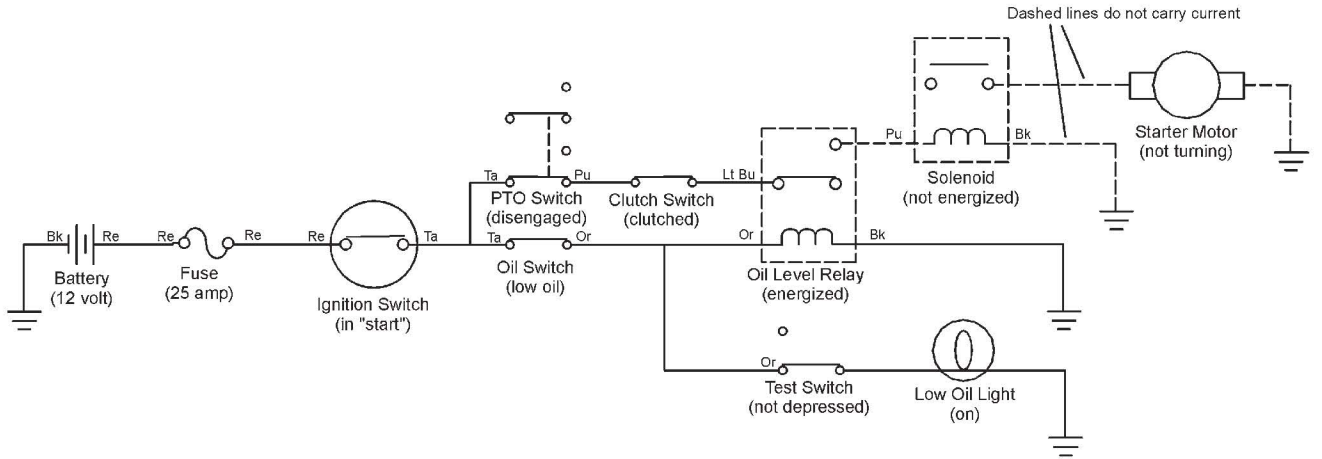 Dashed lines do not carry current
Starter Motor
(not turning)
Pu
Bk
Solenoid
(not energized)
Ta
Pu
Lt Bu
PTO Switch
(disengaged)
Clutch Switch
(clutched)
Bk
Re
Re
Re
Re
Ta
Ta
Or
Or
Bk
Battery
(12 volt)
Fuse
(25 amp)
Ignition Switch
(in "start")
Oil Switch
(low oil)
Oil Level Relay
(energized)
Or
Test Switch
(not depressed)
Low Oil Light
(on)